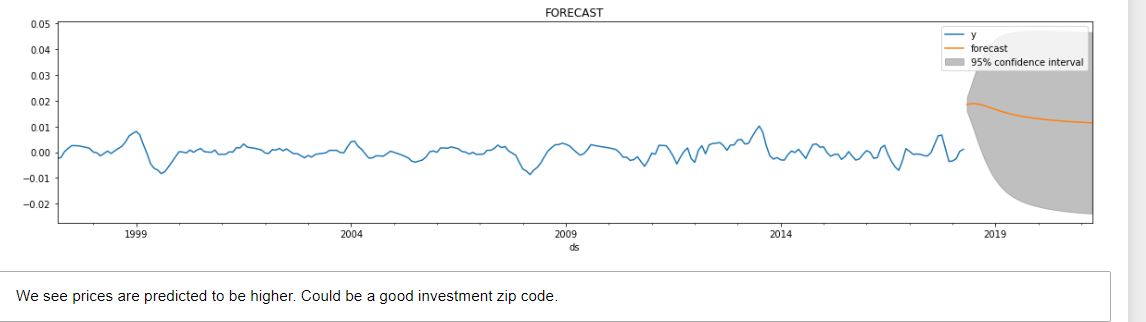 FORECAST
0.05
0.04
0.03
0.02
0.01
0.00
−0.01
−0.02
y
forecast
95% confidence interval
1999
2004
2009
2014
2019
ds
We see prices are predicted to be higher. Could be a good investment zip code.